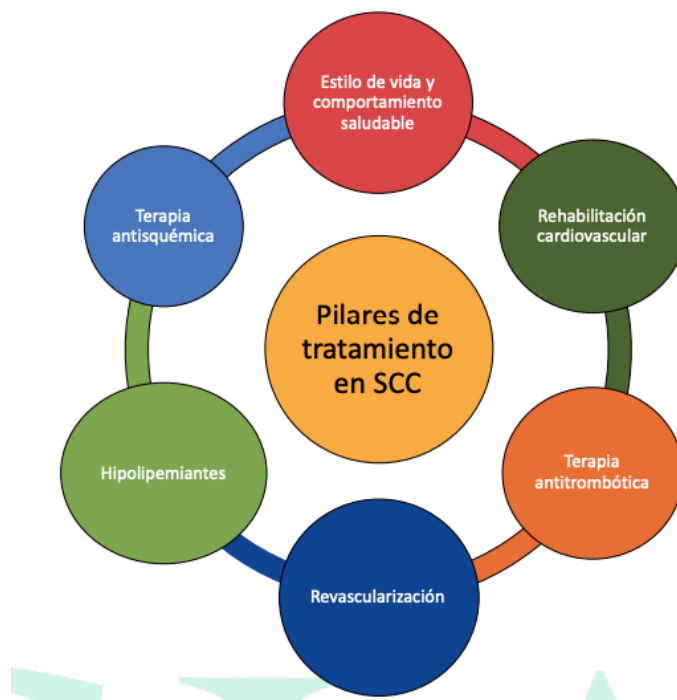 Estilo de vida y
comportamiento
saludable
Rehabilitación
cardiovascular
Terapia
antitrombótica
Revascularización
Hipolipemiantes
Terapia
antisquémica
Pilares de
tratamiento
en SCC